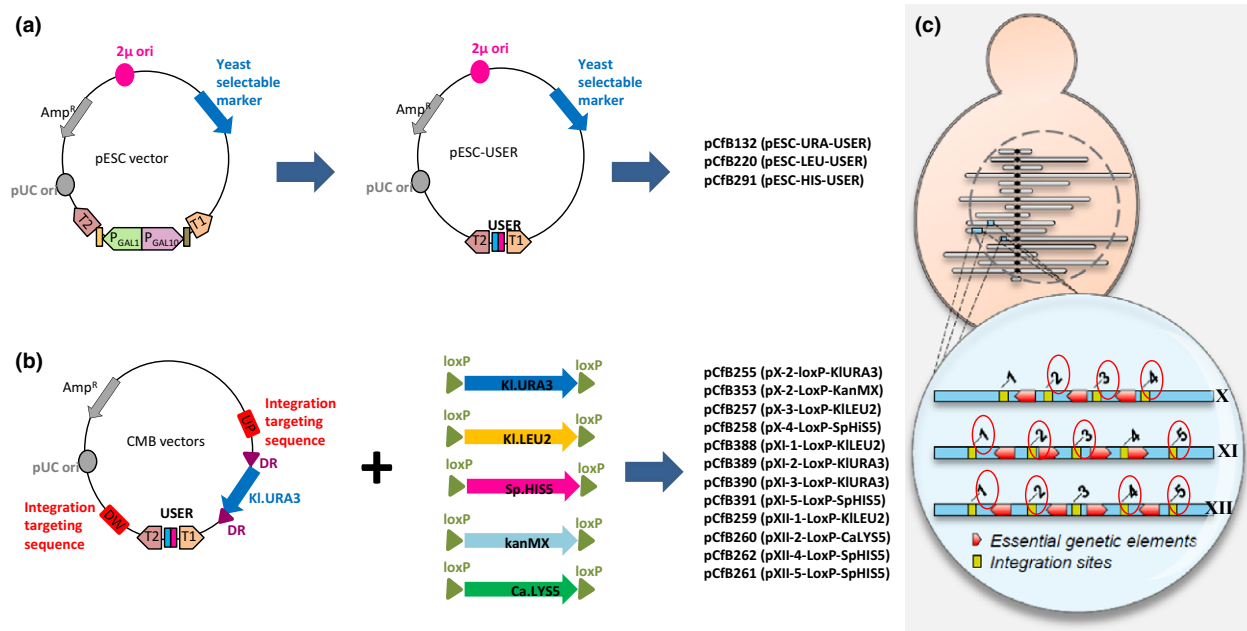 (a)
2µ ori
Yeast
selectable
marker
Amp^R
pESC vector
pUC ori
T2
P_GAL1
P_GAL10
T1
2µ ori
Yeast
selectable
marker
Amp^R
pESC-USER
pUC ori
USER
T2
T1
pCfB132 (pESC-URA-USER)
pCfB220 (pESC-LEU-USER)
pCfB291 (pESC-HIS-USER)
(b)
Amp^R
CMB vectors
pUC ori
UP
Integration
targeting
sequence
DR
Kl.URA3
DR
USER
T2
T1
DW
Integration
targeting
sequence
+
loxP
Kl.URA3
loxP
loxP
Kl.LEU2
loxP
loxP
Sp.HIS5
loxP
loxP
kanMX
loxP
loxP
Ca.LYS5
loxP
pCfB255 (pX-2-loxP-KlURA3)
pCfB353 (pX-2-LoxP-KanMX)
pCfB257 (pX-3-LoxP-KlLEU2)
pCfB258 (pX-4-LoxP-SpHiS5)
pCfB388 (pXI-1-LoxP-KlLEU2)
pCfB389 (pXI-2-LoxP-KlURA3)
pCfB390 (pXI-3-LoxP-KlURA3)
pCfB391 (pXI-5-LoxP-SpHIS5)
pCfB259 (pXII-1-LoxP-KlLEU2)
pCfB260 (pXII-2-LoxP-CaLYS5)
pCfB262 (pXII-4-LoxP-SpHIS5)
pCfB261 (pXII-5-LoxP-SpHIS5)
(c)
1 2 3 4
X
1 2 3 4 5
XI
1 2 3 4 5
XII
Essential genetic elements
Integration sites